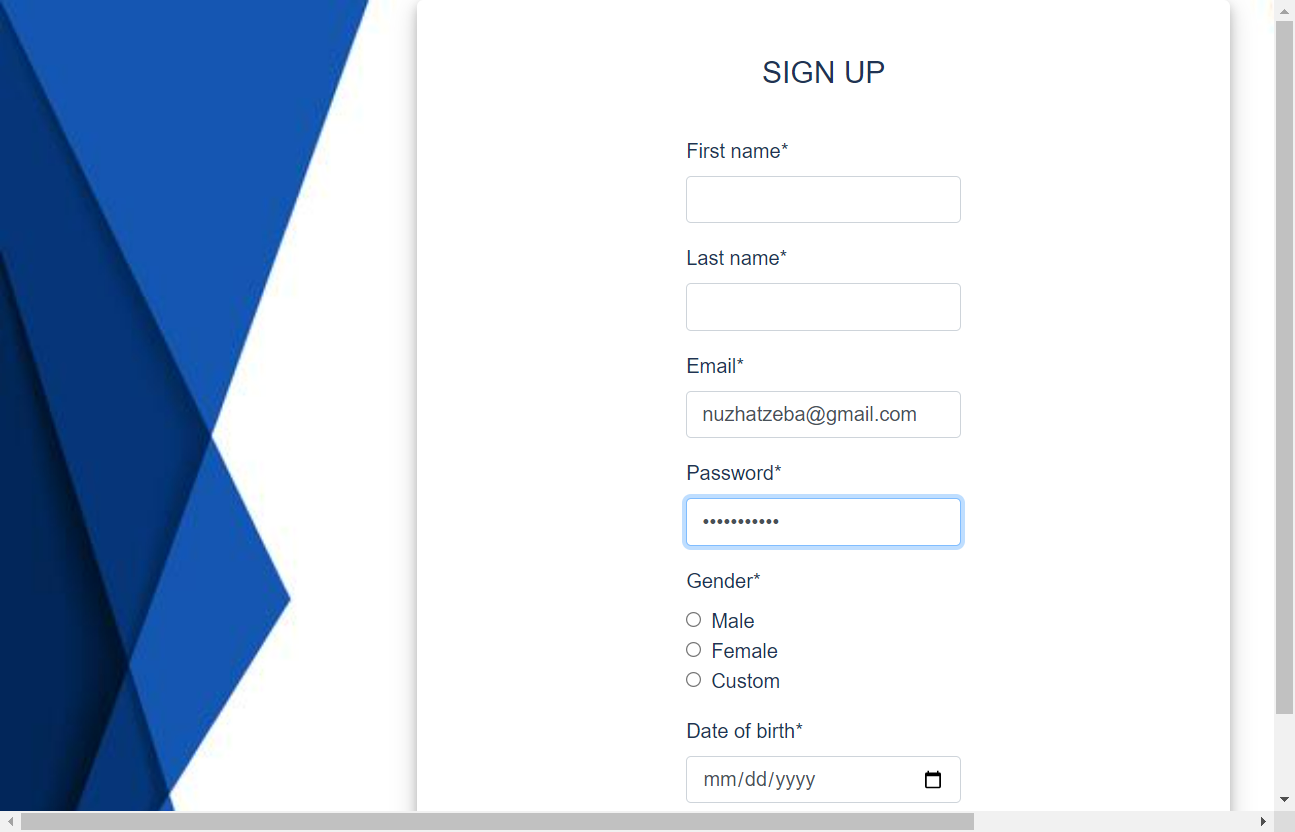 SIGN UP
First name*
Last name*
Email*
nuzhatzeba@gmail.com
Password*
•••••••••••
Gender*
Male
Female
Custom
Date of birth*
mm/dd/yyyy